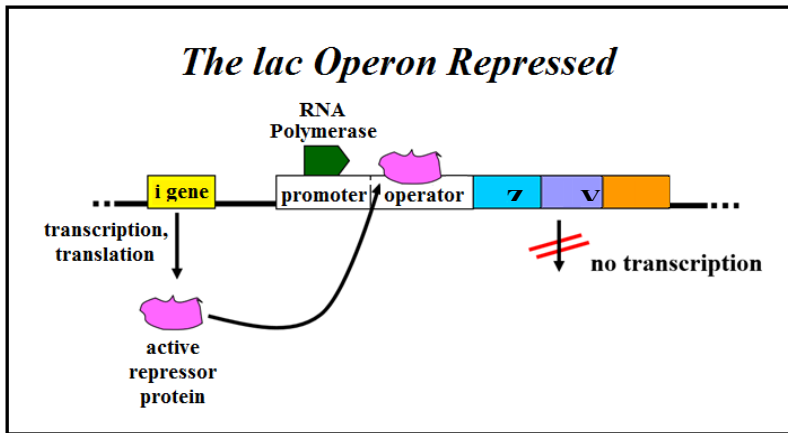 The lac Operon Repressed
RNA
Polymerase
i gene
promoter
operator
z
y
transcription,
translation
no transcription
active
repressor
protein